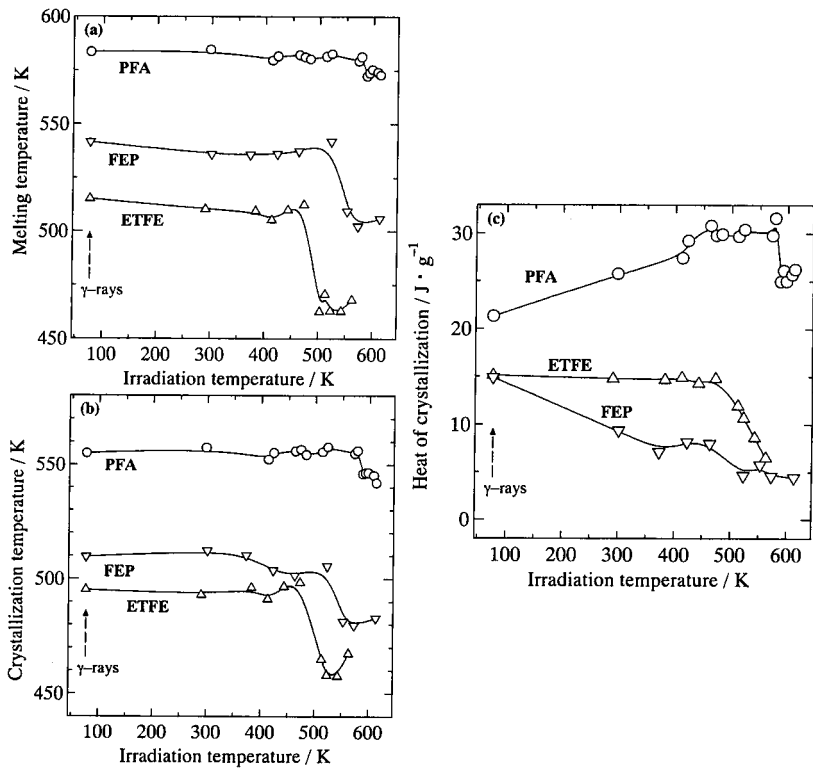 600
(a)
PFA
550
FEP
ETFE
500
γ–rays
450
100 200 300 400 500 600
Melting temperature / K
Irradiation temperature / K
600
(b)
PFA
550
FEP
500
ETFE
γ–rays
450
100 200 300 400 500 600
Crystallization temperature / K
Irradiation temperature / K
(c)
30
PFA
20
ETFE
FEP
10
γ–rays
0
100 200 300 400 500 600
Heat of crystallization / J · g⁻¹
Irradiation temperature / K